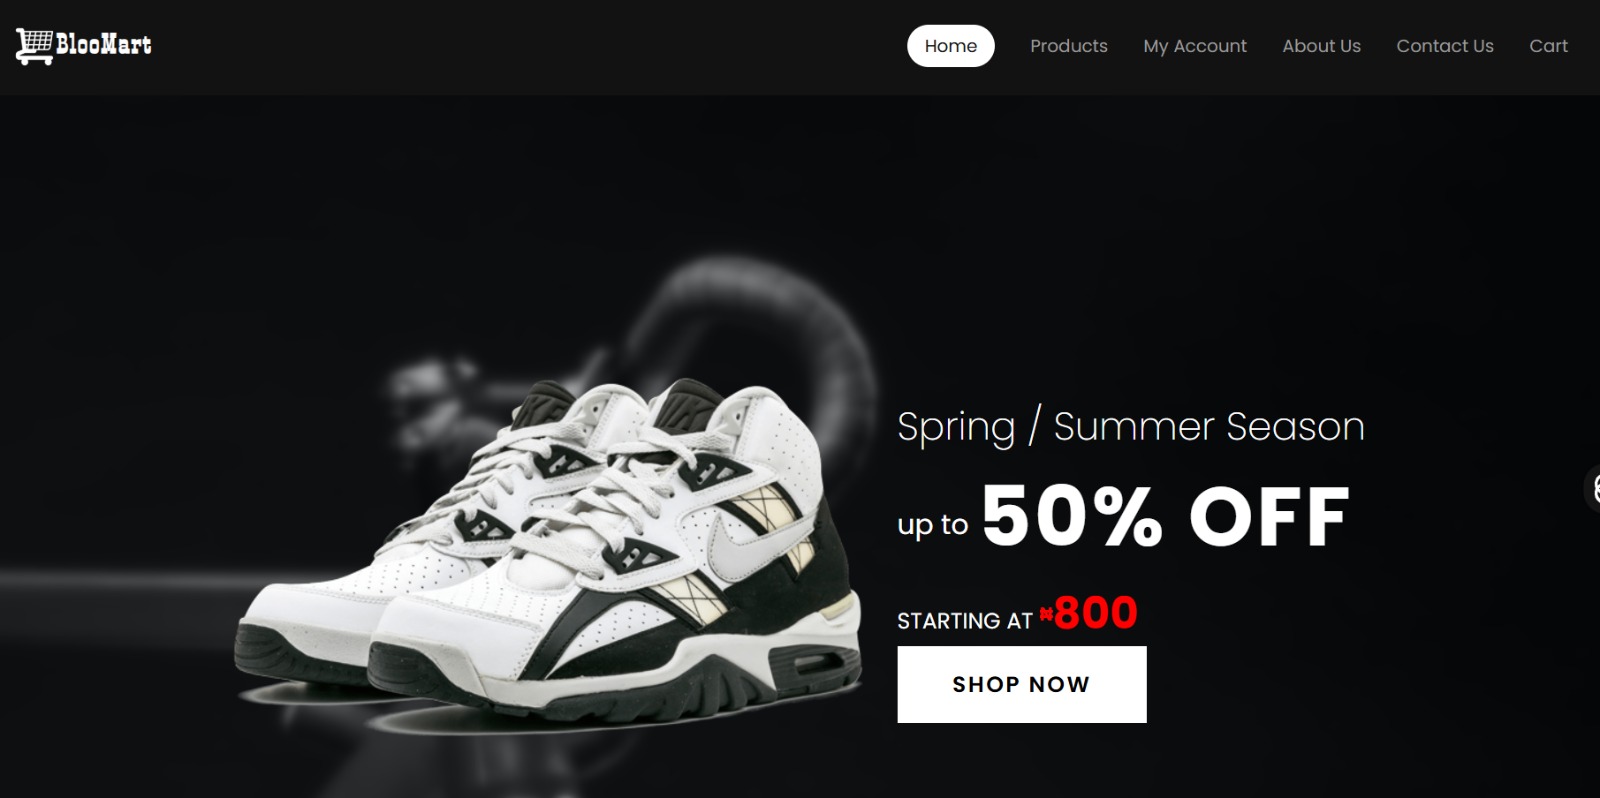 BlooMart
Home Products My Account About Us Contact Us Cart
Spring / Summer Season
up to 50% OFF
STARTING AT ₦800
SHOP NOW